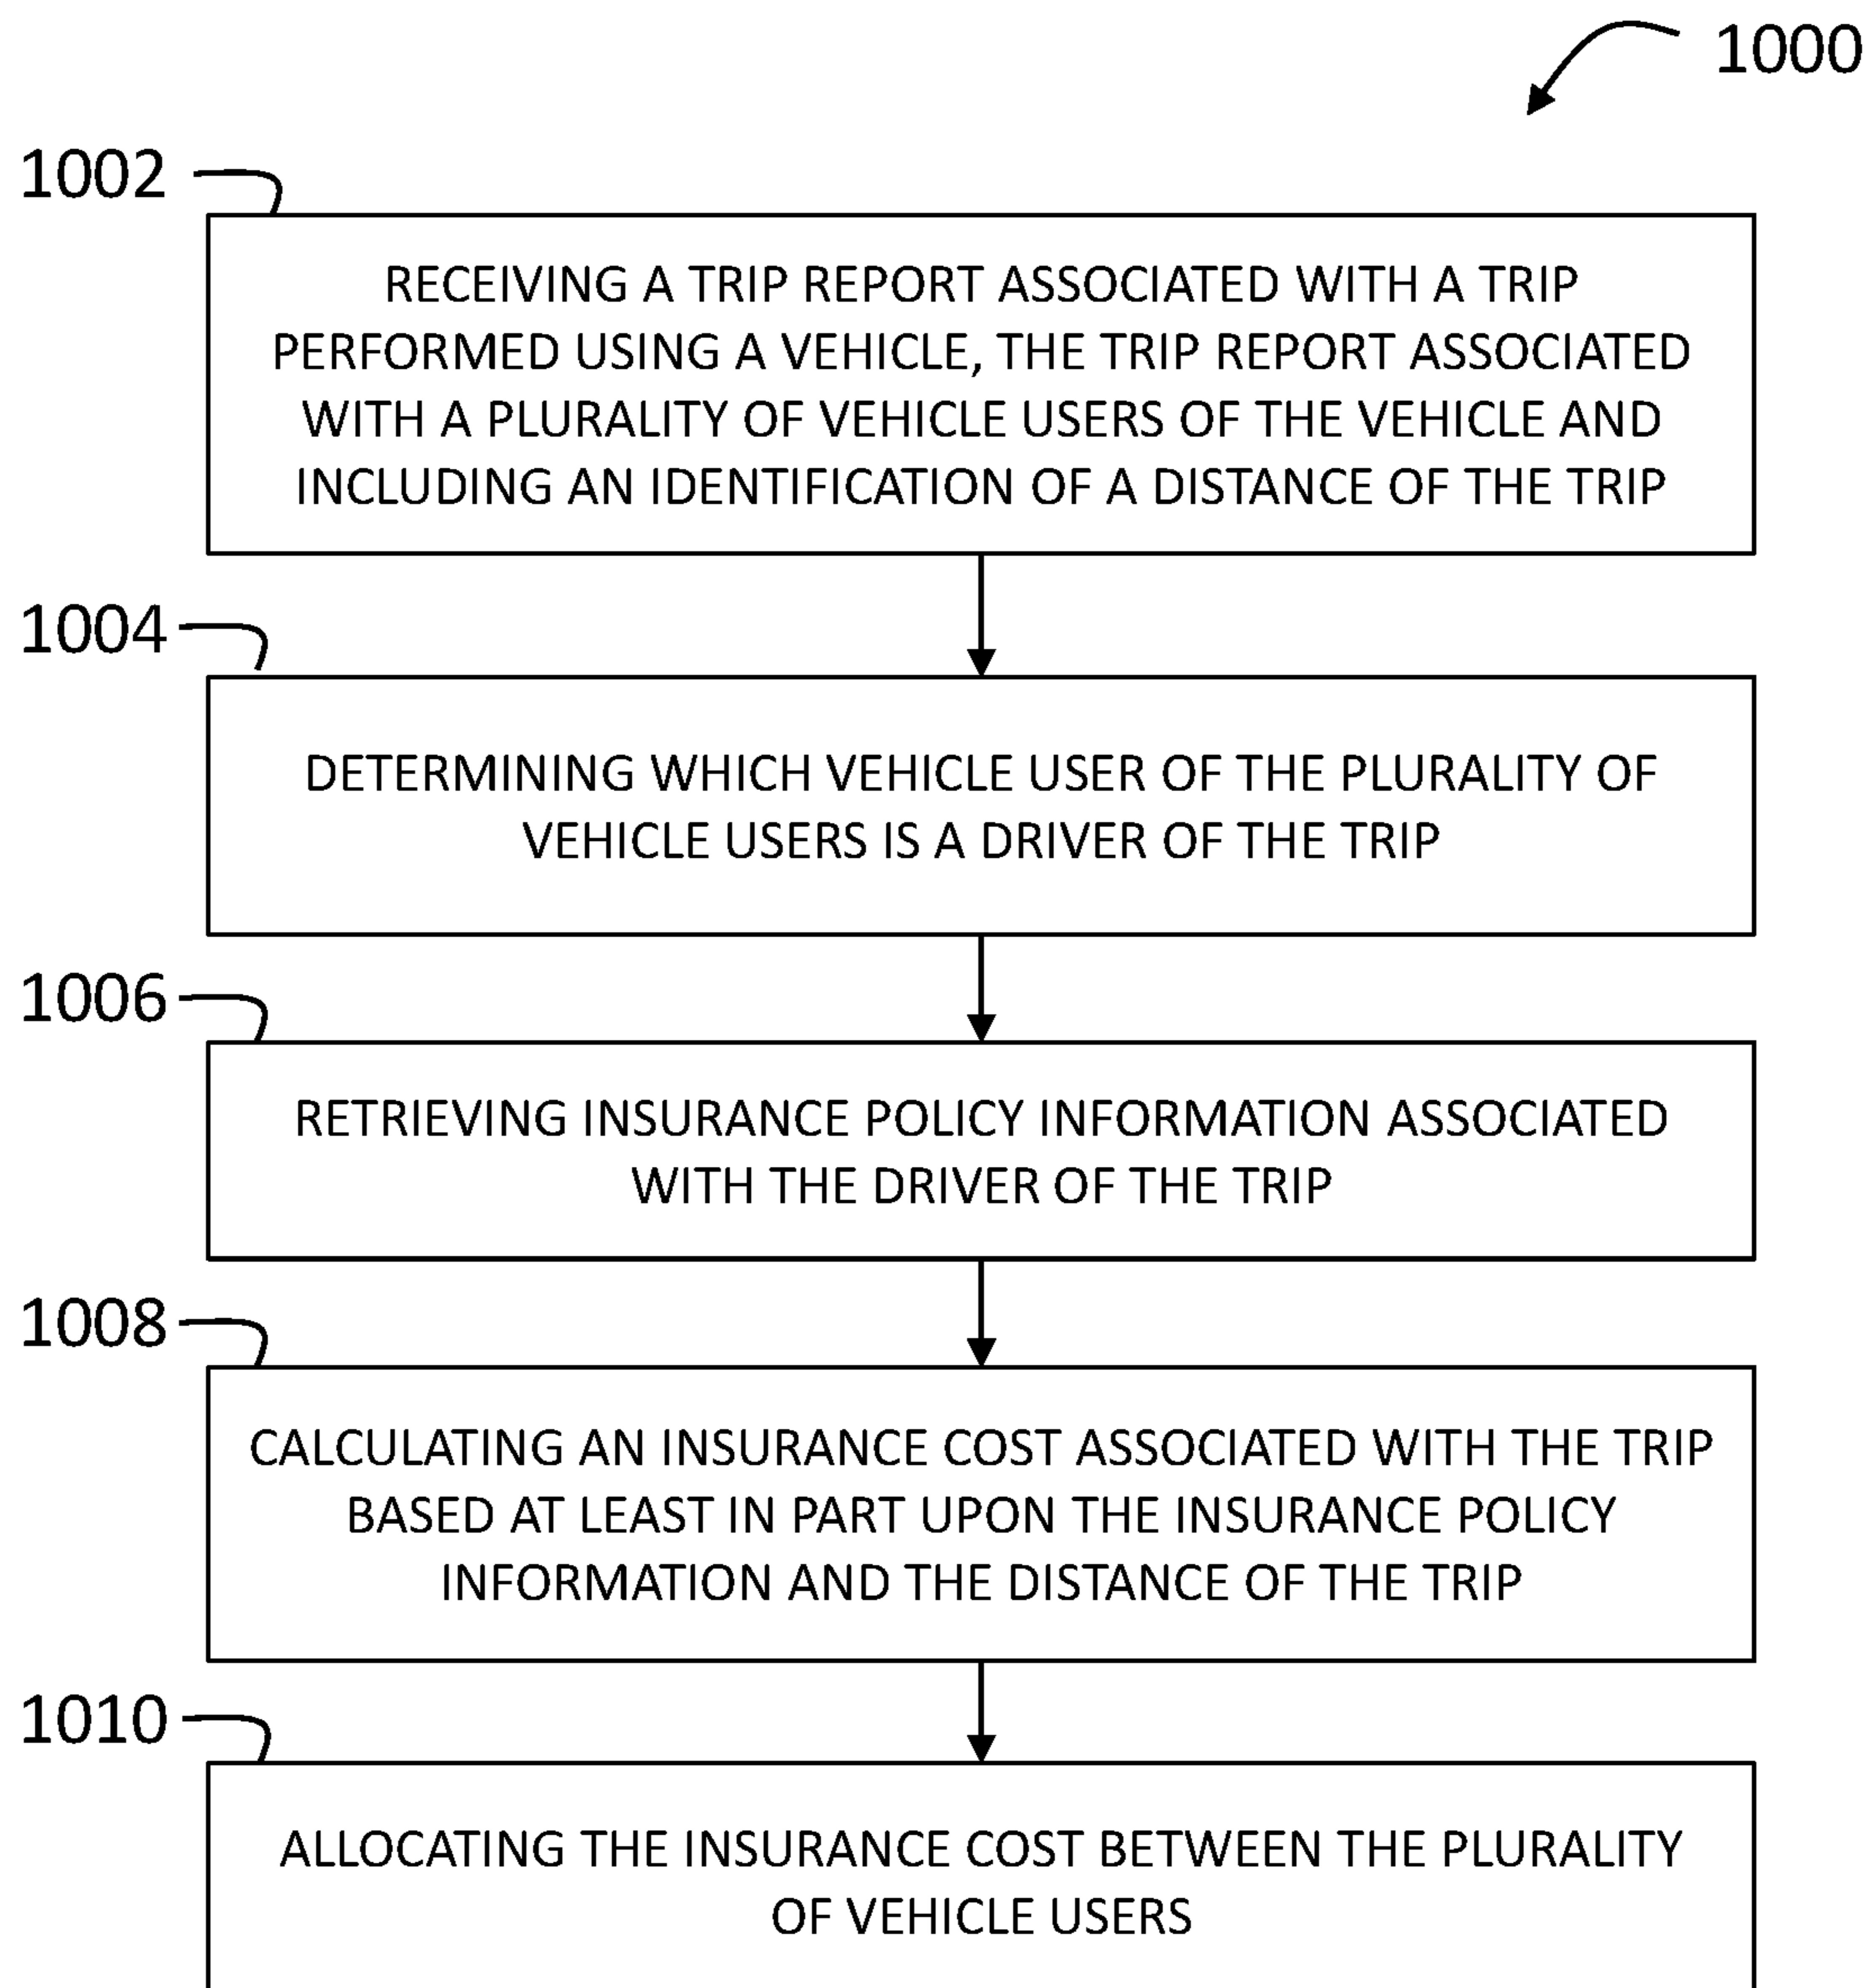 1000
1002
RECEIVING A TRIP REPORT ASSOCIATED WITH A TRIP
PERFORMED USING A VEHICLE, THE TRIP REPORT ASSOCIATED
WITH A PLURALITY OF VEHICLE USERS OF THE VEHICLE AND
INCLUDING AN IDENTIFICATION OF A DISTANCE OF THE TRIP
1004
DETERMINING WHICH VEHICLE USER OF THE PLURALITY OF
VEHICLE USERS IS A DRIVER OF THE TRIP
1006
RETRIEVING INSURANCE POLICY INFORMATION ASSOCIATED
WITH THE DRIVER OF THE TRIP
1008
CALCULATING AN INSURANCE COST ASSOCIATED WITH THE TRIP
BASED AT LEAST IN PART UPON THE INSURANCE POLICY
INFORMATION AND THE DISTANCE OF THE TRIP
1010
ALLOCATING THE INSURANCE COST BETWEEN THE PLURALITY
OF VEHICLE USERS